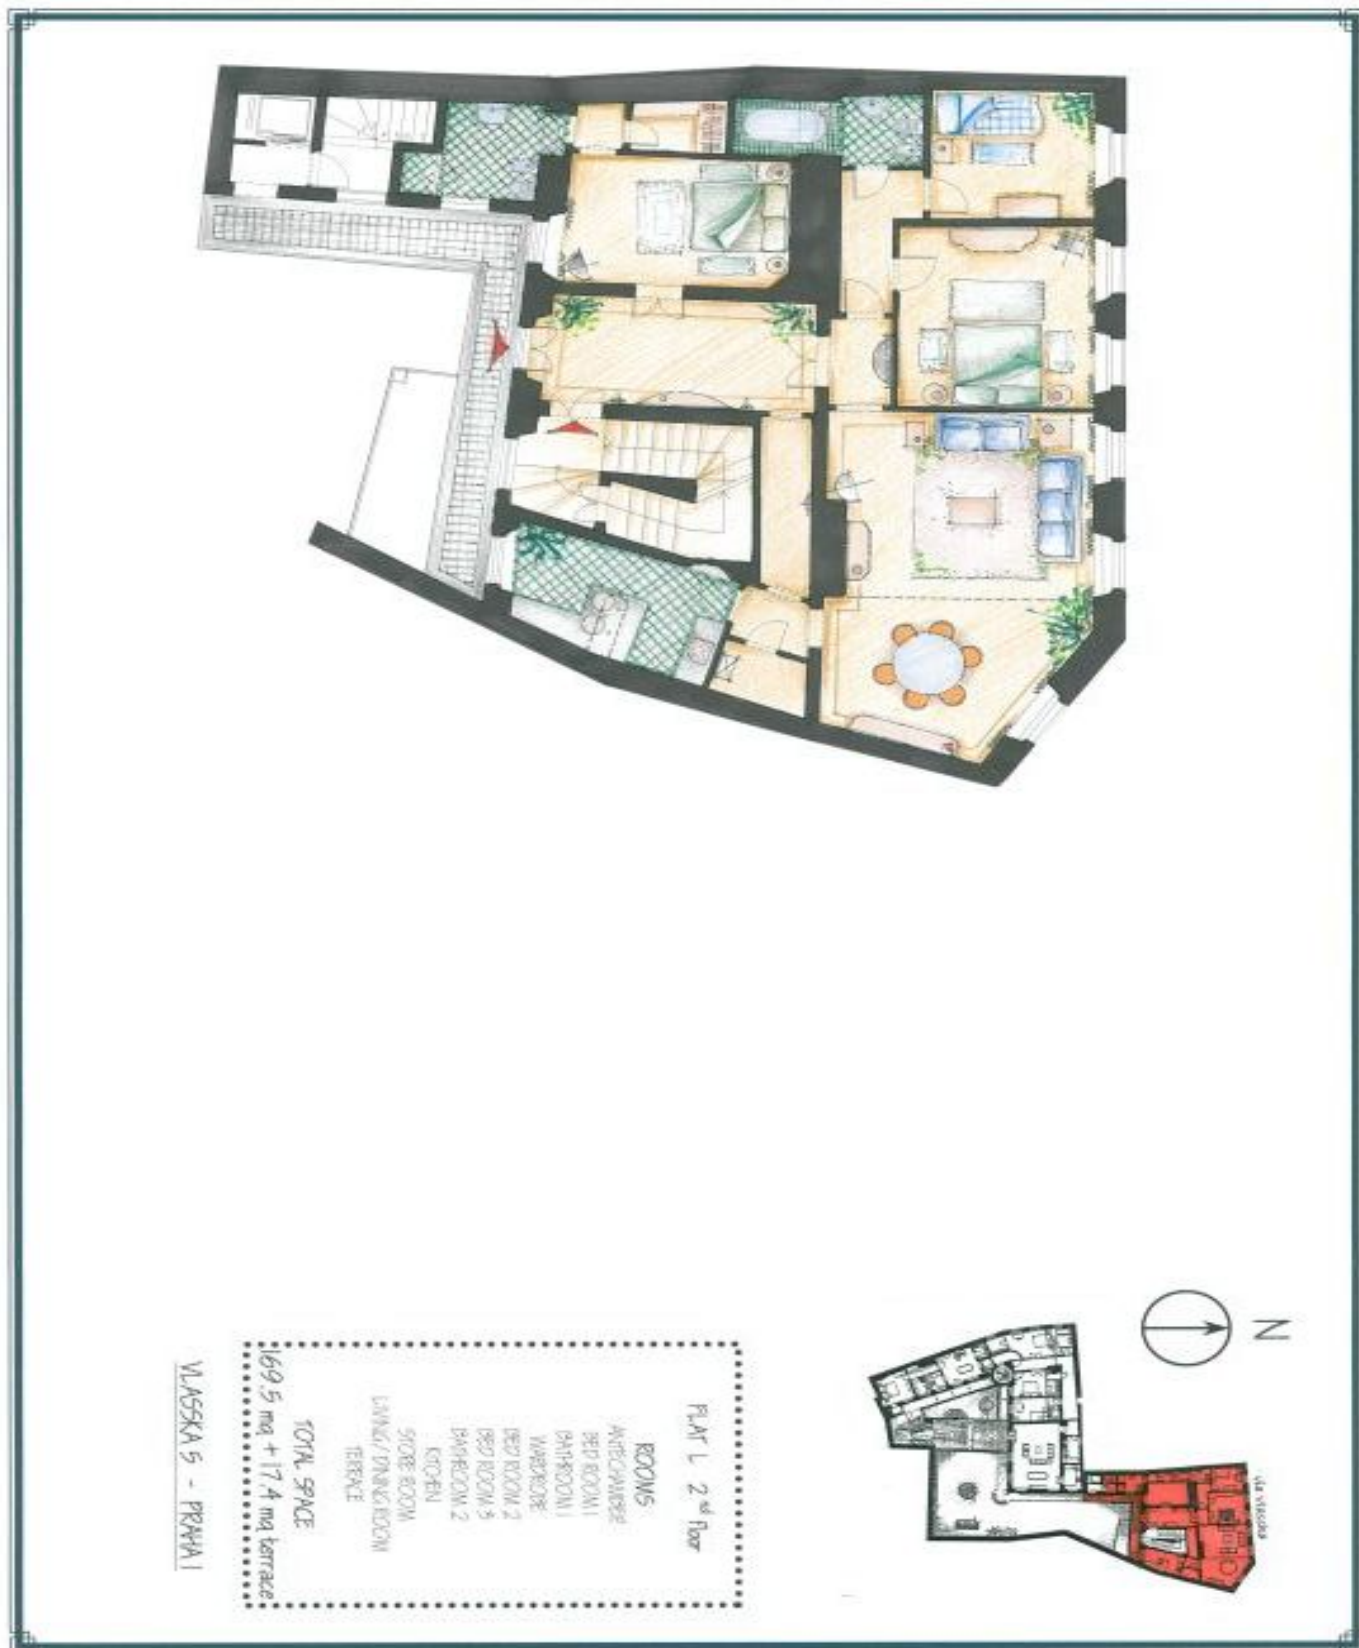 FLAT L 2nd floor
ROOMS:
ANTECHAMBER
BED ROOM 1
BATHROOM 1
WARDROBE
BED ROOM 2
BED ROOM 3
BATHROOM 2
KITCHEN
STORE ROOM
LIVING / DINING ROOM
TERRACE
TOTAL SPACE
169.5 mq + 17.4 mq terrace
VLASSKA 5 - PRAHA 1
N